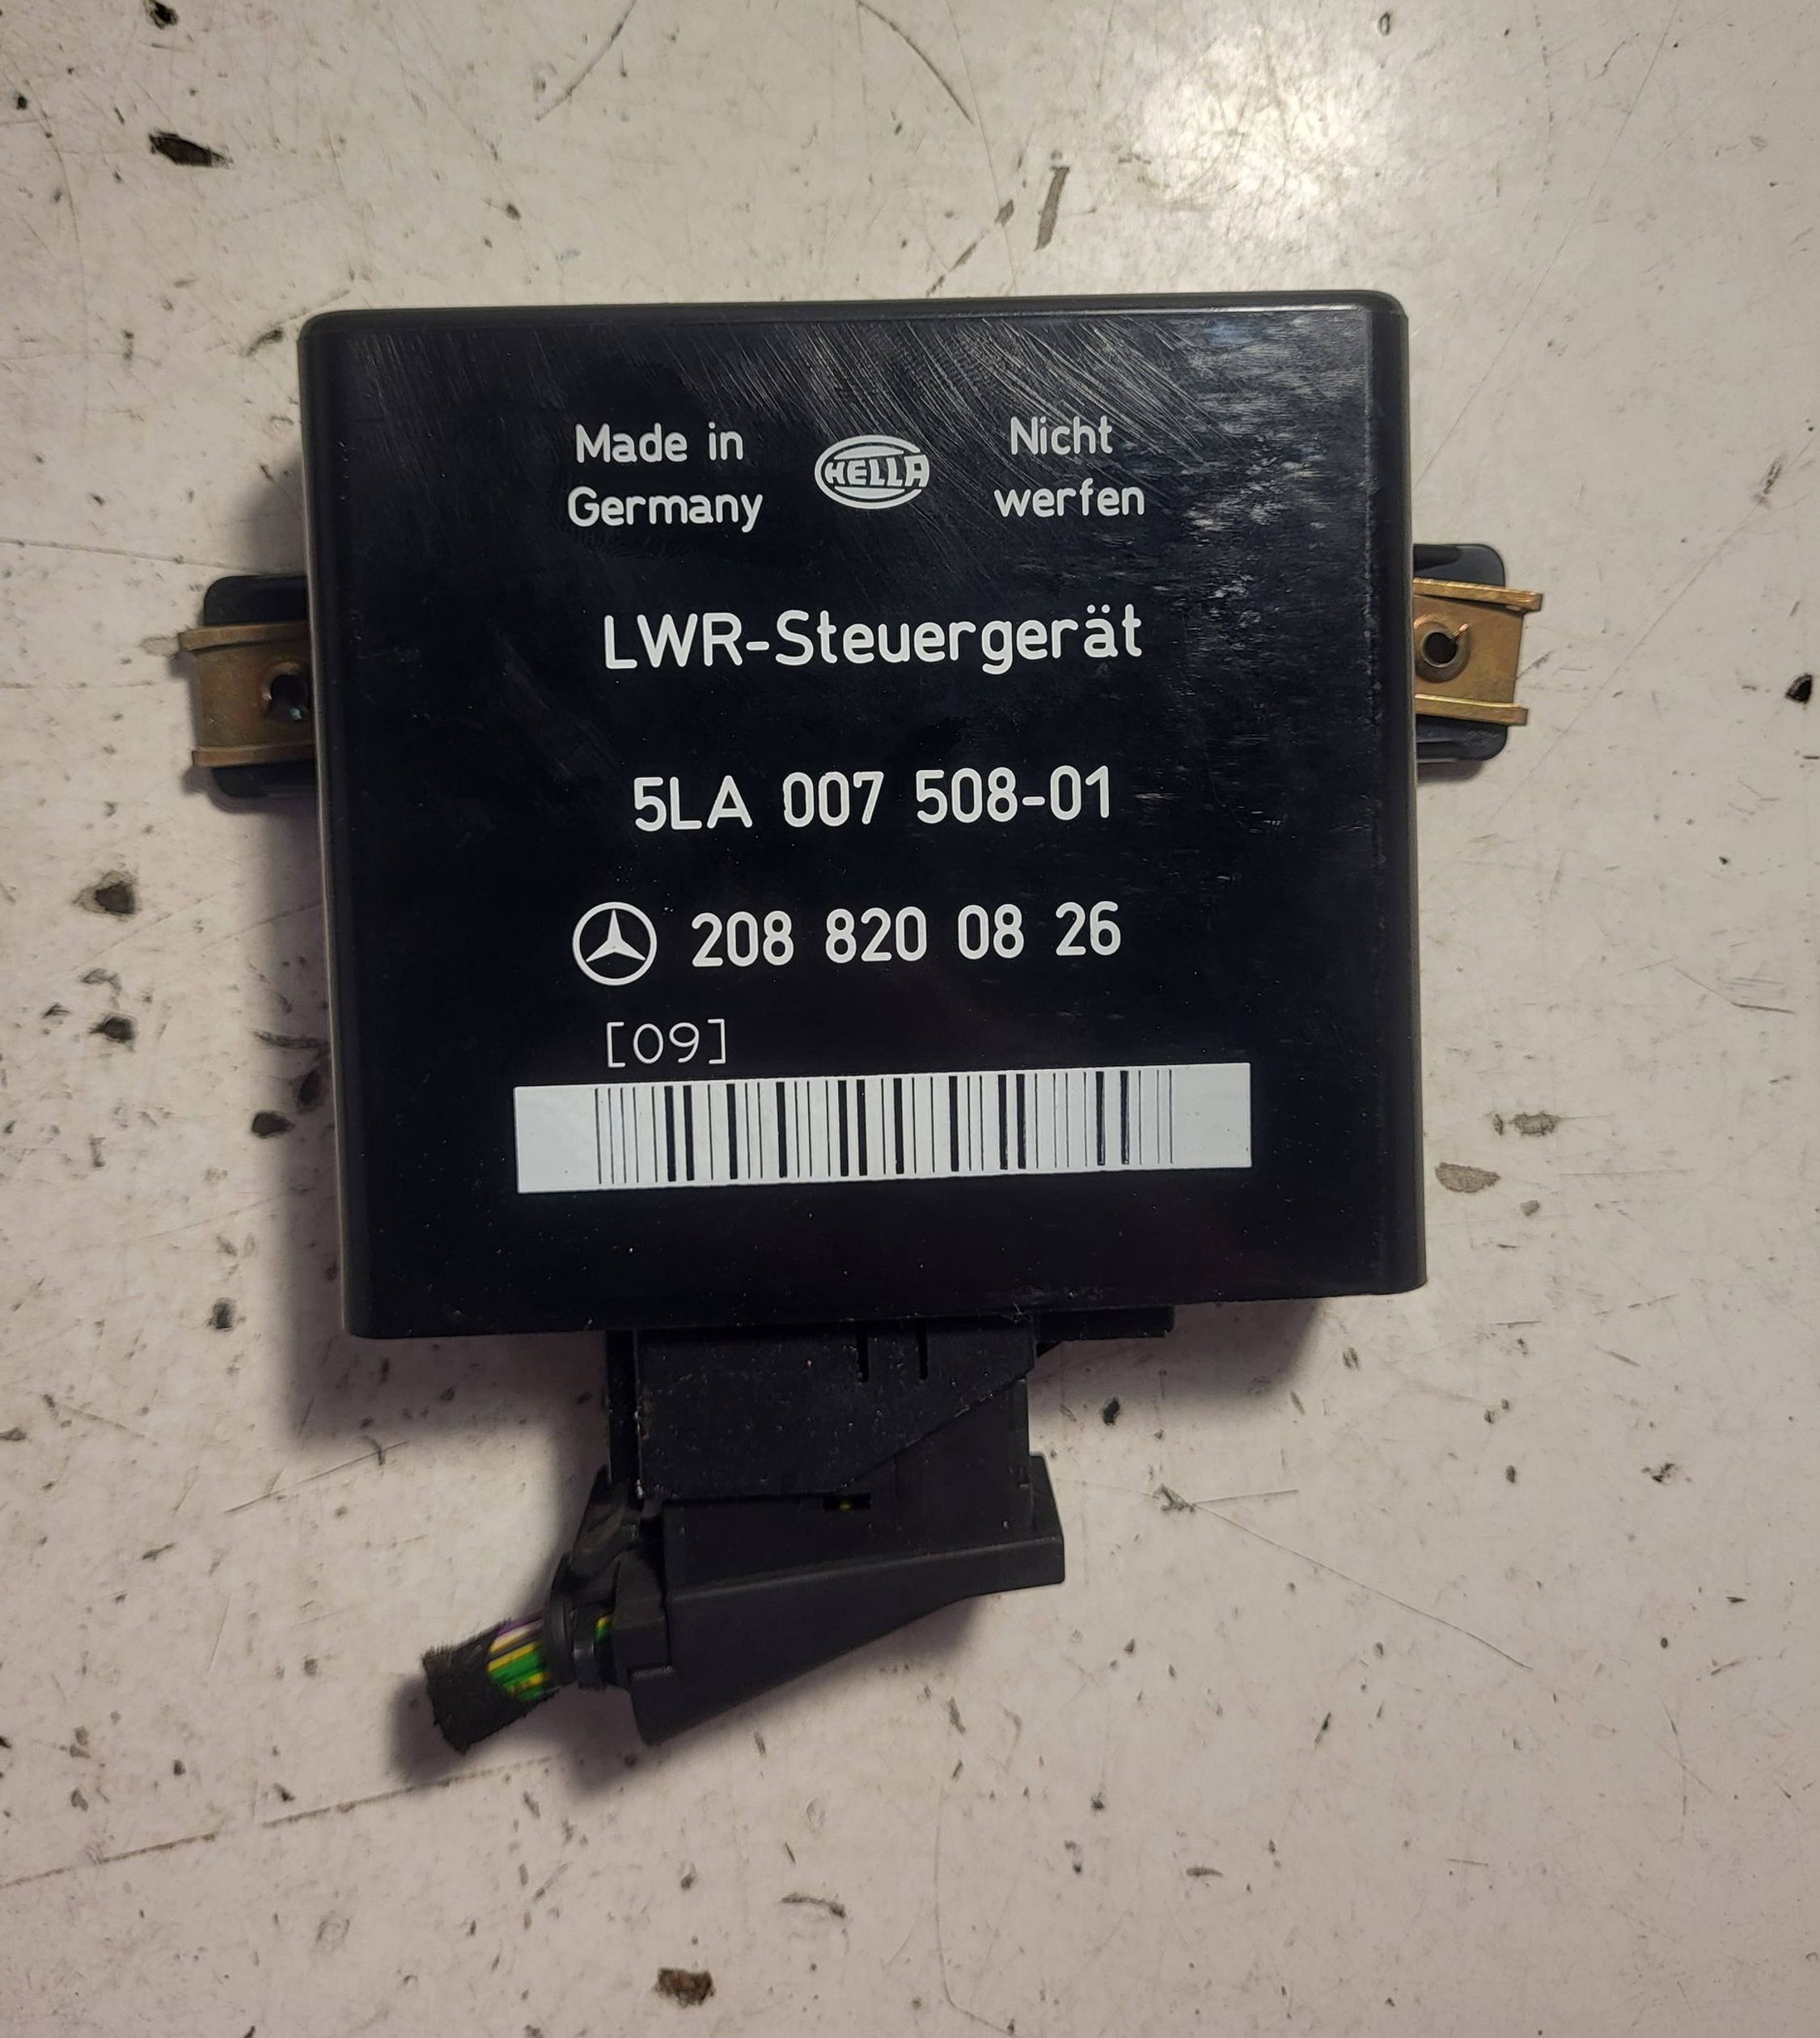 Made in
Germany
HELLA
Nicht
werfen
LWR-Steuergerät
5LA 007 508-01
208 820 08 26
[09]